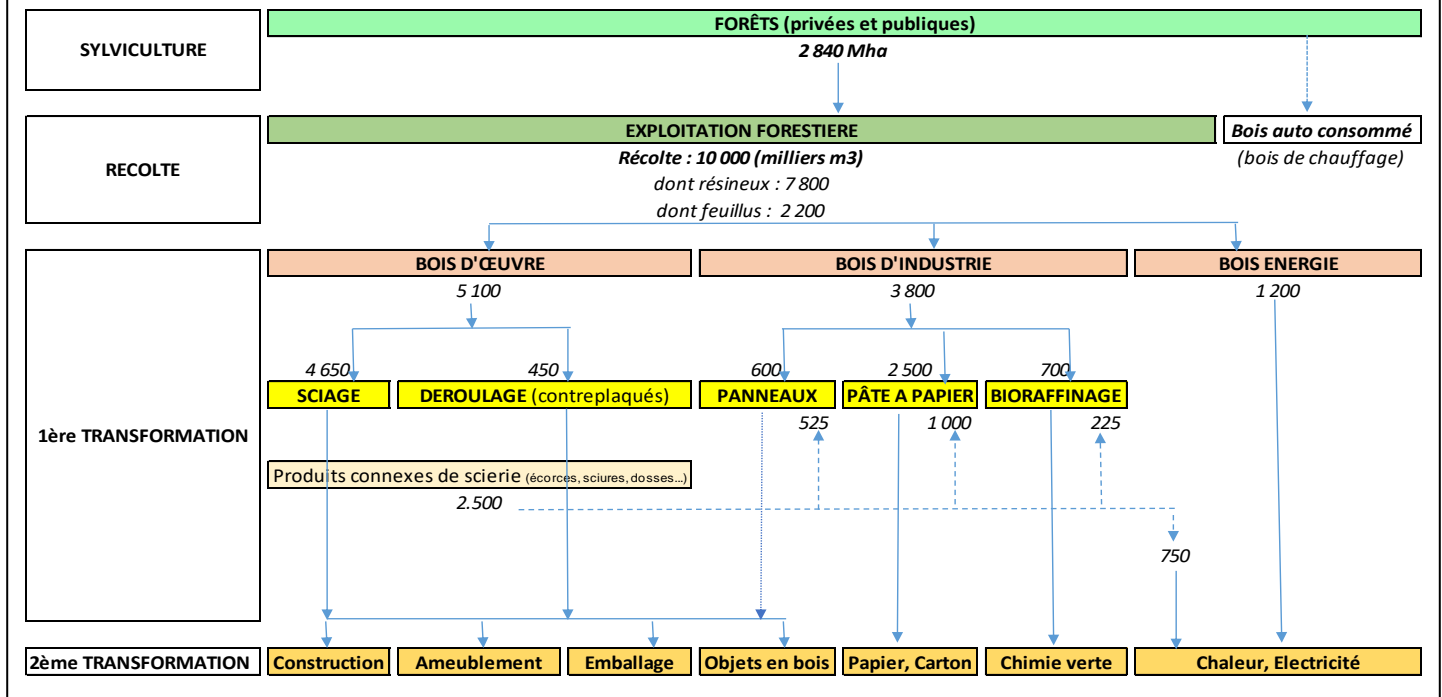 FORÊTS (privées et publiques)
SYLVICULTURE
2 840 Mha
EXPLOITATION FORESTIERE
Bois auto consommé
Récolte : 10 000 (milliers m3)
(bois de chauffage)
RECOLTE
dont résineux : 7 800
dont feuillus : 2 200
BOIS D'ŒUVRE
BOIS D'INDUSTRIE
BOIS ENERGIE
5 100
3 800
1 200
4 650
450
600
2 500
700
SCIAGE
DEROULAGE (contreplaqués)
PANNEAUX
PÂTE A PAPIER
BIORAFFINAGE
525
1 000
225
1ère TRANSFORMATION
Produits connexes de scierie (écorces, sciures, dosses...)
2.500
750
2ème TRANSFORMATION
Construction
Ameublement
Emballage
Objets en bois
Papier, Carton
Chimie verte
Chaleur, Electricité